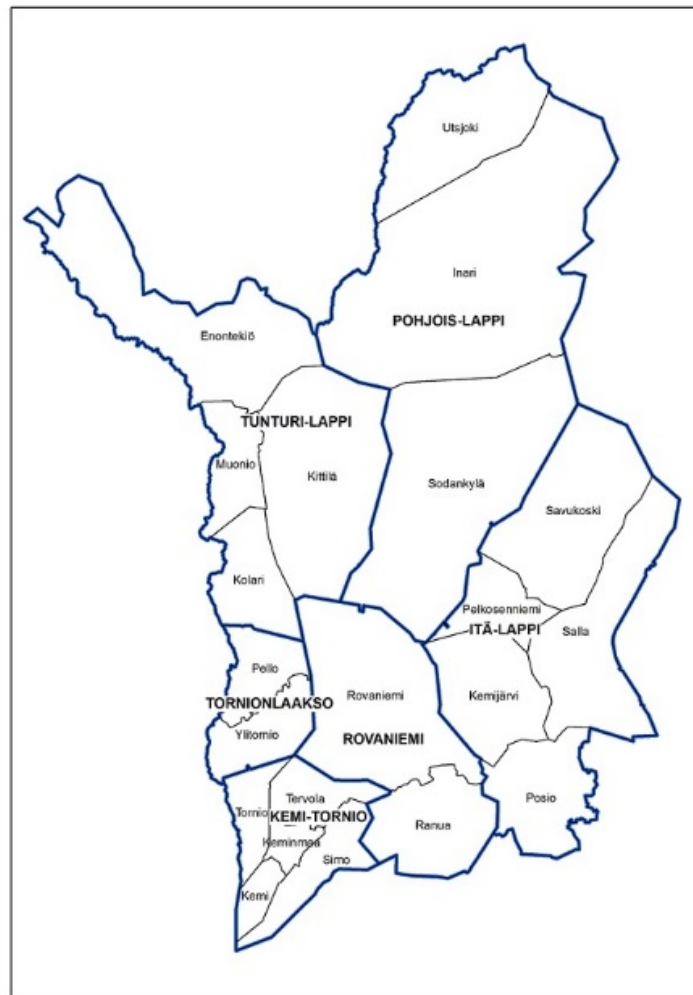 Utsjoki
Inari
POHJOIS-LAPPI
Enontekiö
TUNTURI-LAPPI
Muonio
Kittilä
Sodankylä
Savukoski
Kolari
Pelkosenniemi
ITÄ-LAPPI
Salla
Pello
Rovaniemi
Kemijärvi
TORNIONLAAKSO
Ylitornio
ROVANIEMI
Tervola
Posio
Tornio
KEMI-TORNIO
Ranua
Keminmaa
Simo
Kemi